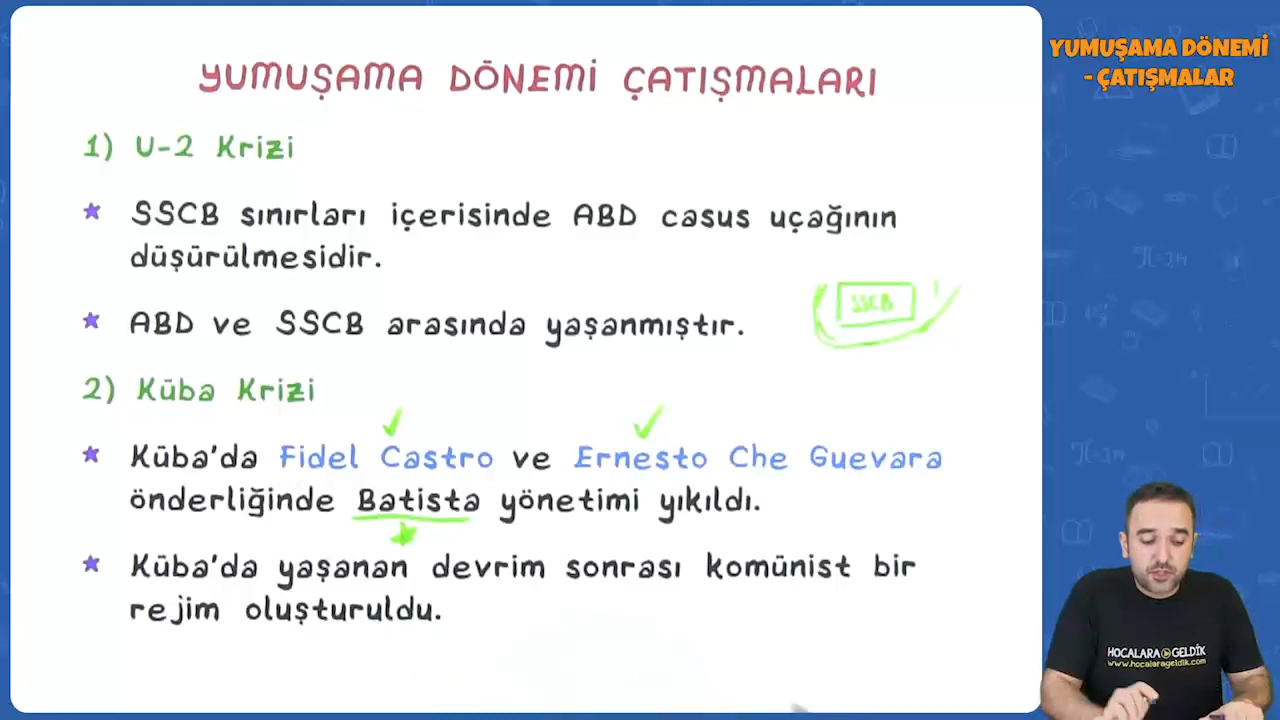 YUMUŞAMA DÖNEMİ ÇATIŞMALARI
1) U-2 Krizi
★ SSCB sınırları içerisinde ABD casus uçağının
düşürülmesidir.
★ ABD ve SSCB arasında yaşanmıştır.
SSCB
2) Küba Krizi
★ Küba'da Fidel Castro ve Ernesto Che Guevara
önderliğinde Batista yönetimi yıkıldı.
★ Küba'da yaşanan devrim sonrası komünist bir
rejim oluşturuldu.
YUMUŞAMA DÖNEMİ
- ÇATIŞMALAR
HOCALARA GELDİK
www.hocalarageldik.com